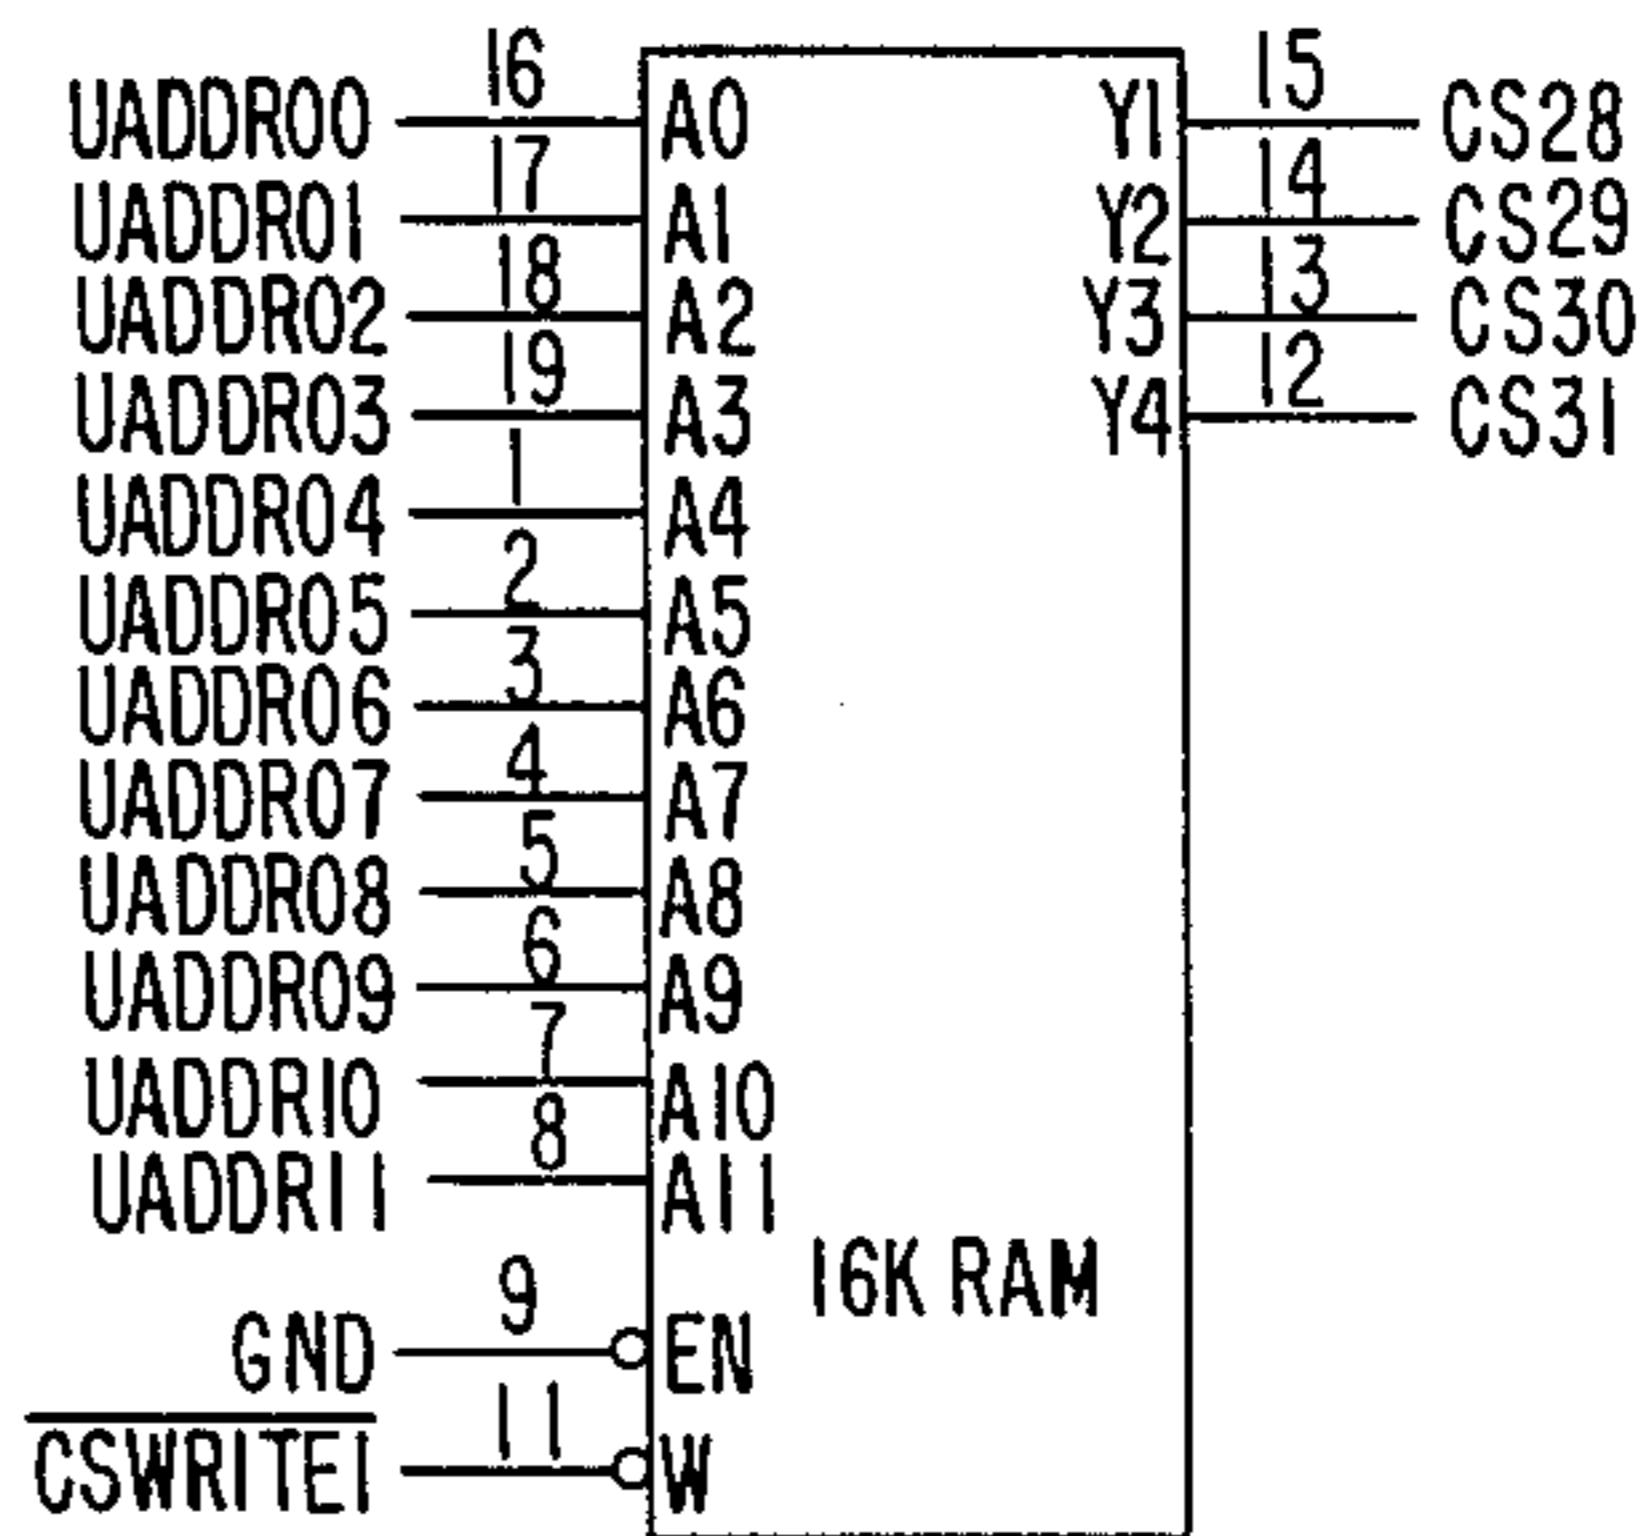 16 15
UADDR00 A0 Y1 CS28
17 14
UADDR01 A1 Y2 CS29
18 13
UADDR02 A2 Y3 CS30
19 12
UADDR03 A3 Y4 CS31
1
UADDR04 A4
2
UADDR05 A5
3
UADDR06 A6
4
UADDR07 A7
5
UADDR08 A8
6
UADDR09 A9
7
UADDR10 A10
8
UADDR11 A11
16K RAM
9
GND EN
11
CSWRITE1 W